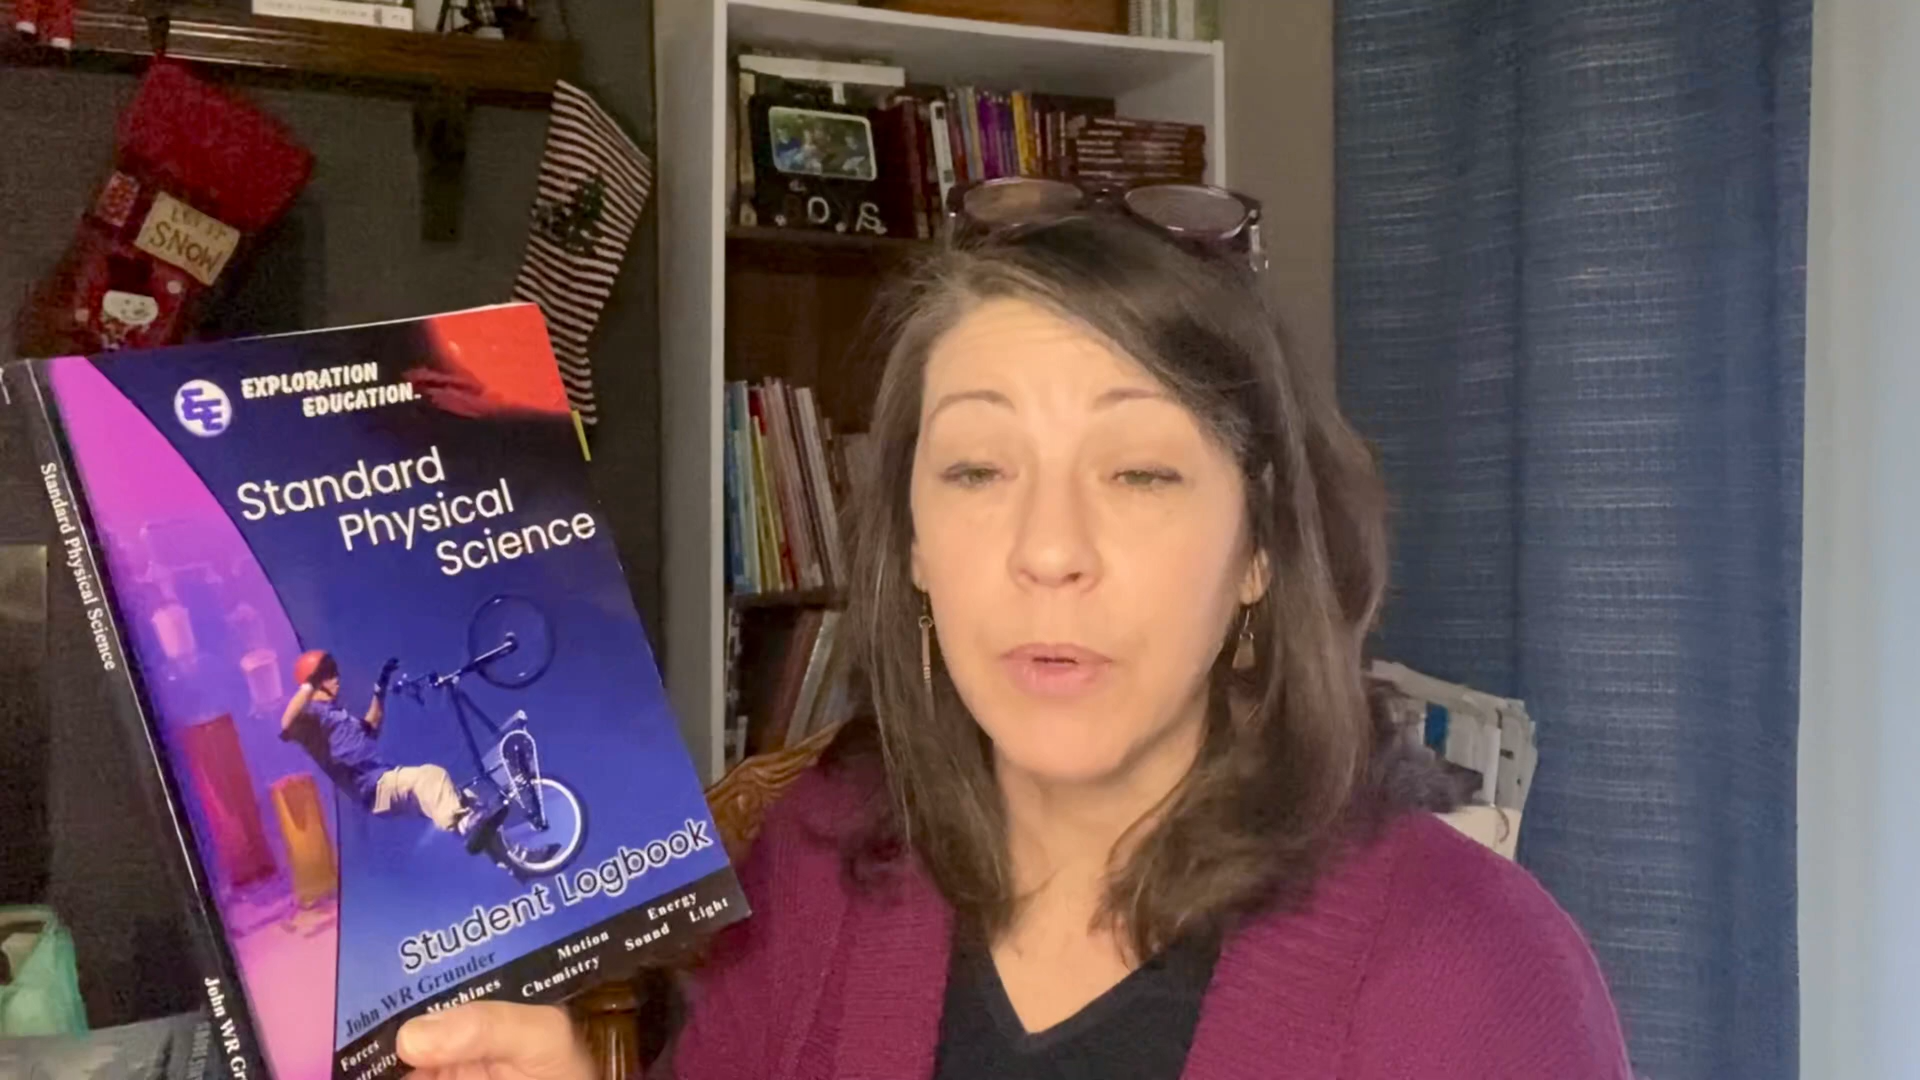 LET IT
SNOW
EXPLORATION
EDUCATION
Standard
Physical
Science
Student Logbook
John WR Grunder
Forces Machines Motion Energy
Chemistry Sound Light
Standard Physical Science
John WR